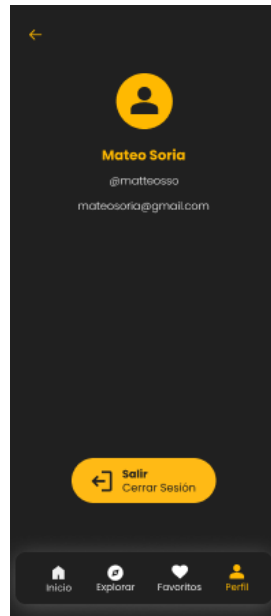 Mateo Soria
@matteosso
mateosoria@gmail.com
Salir
Cerrar Sesión
Inicio Explorar Favoritos Perfil